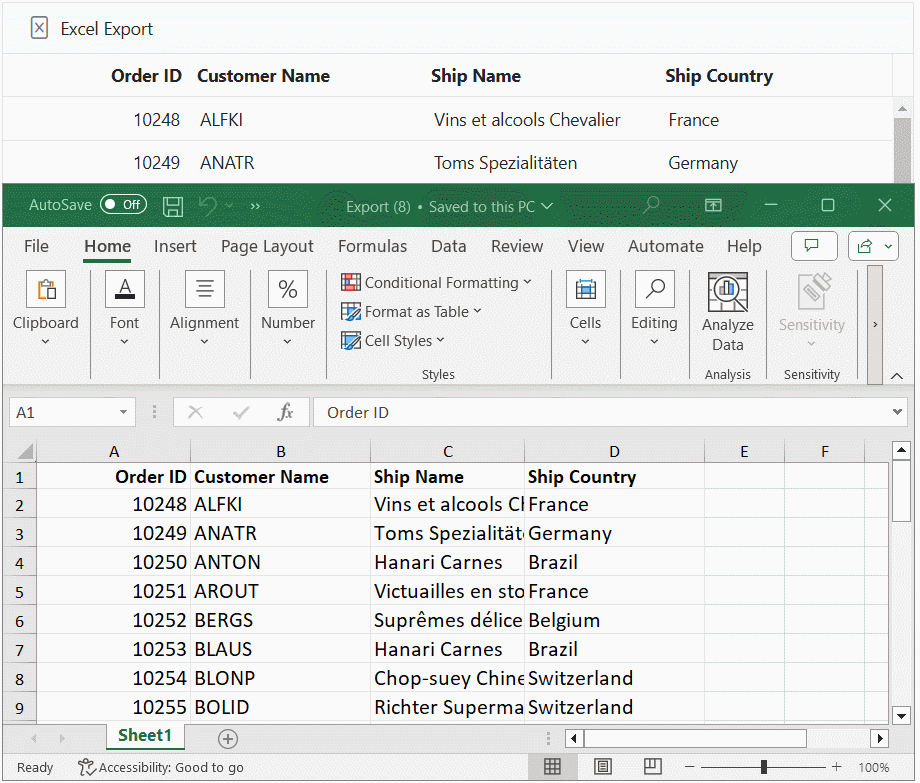 Excel Export
Order ID Customer Name Ship Name Ship Country
10248 ALFKI Vins et alcools Chevalier France
10249 ANATR Toms Spezialitäten Germany
AutoSave Off Export (8) • Saved to this PC
File Home Insert Page Layout Formulas Data Review View Automate Help
Clipboard Font Alignment Number Conditional Formatting Format as Table Cell Styles Cells Editing Analyze Data Sensitivity
Styles Analysis Sensitivity
A1 fx Order ID
A B C D E F
1 Order ID Customer Name Ship Name Ship Country
2 10248 ALFKI Vins et alcools Cl France
3 10249 ANATR Toms Spezialität Germany
4 10250 ANTON Hanari Carnes Brazil
5 10251 AROUT Victuailles en sto France
6 10252 BERGS Suprêmes délice Belgium
7 10253 BLAUS Hanari Carnes Brazil
8 10254 BLONP Chop-suey Chine Switzerland
9 10255 BOLID Richter Superma Switzerland
Sheet1
Ready Accessibility: Good to go 100%